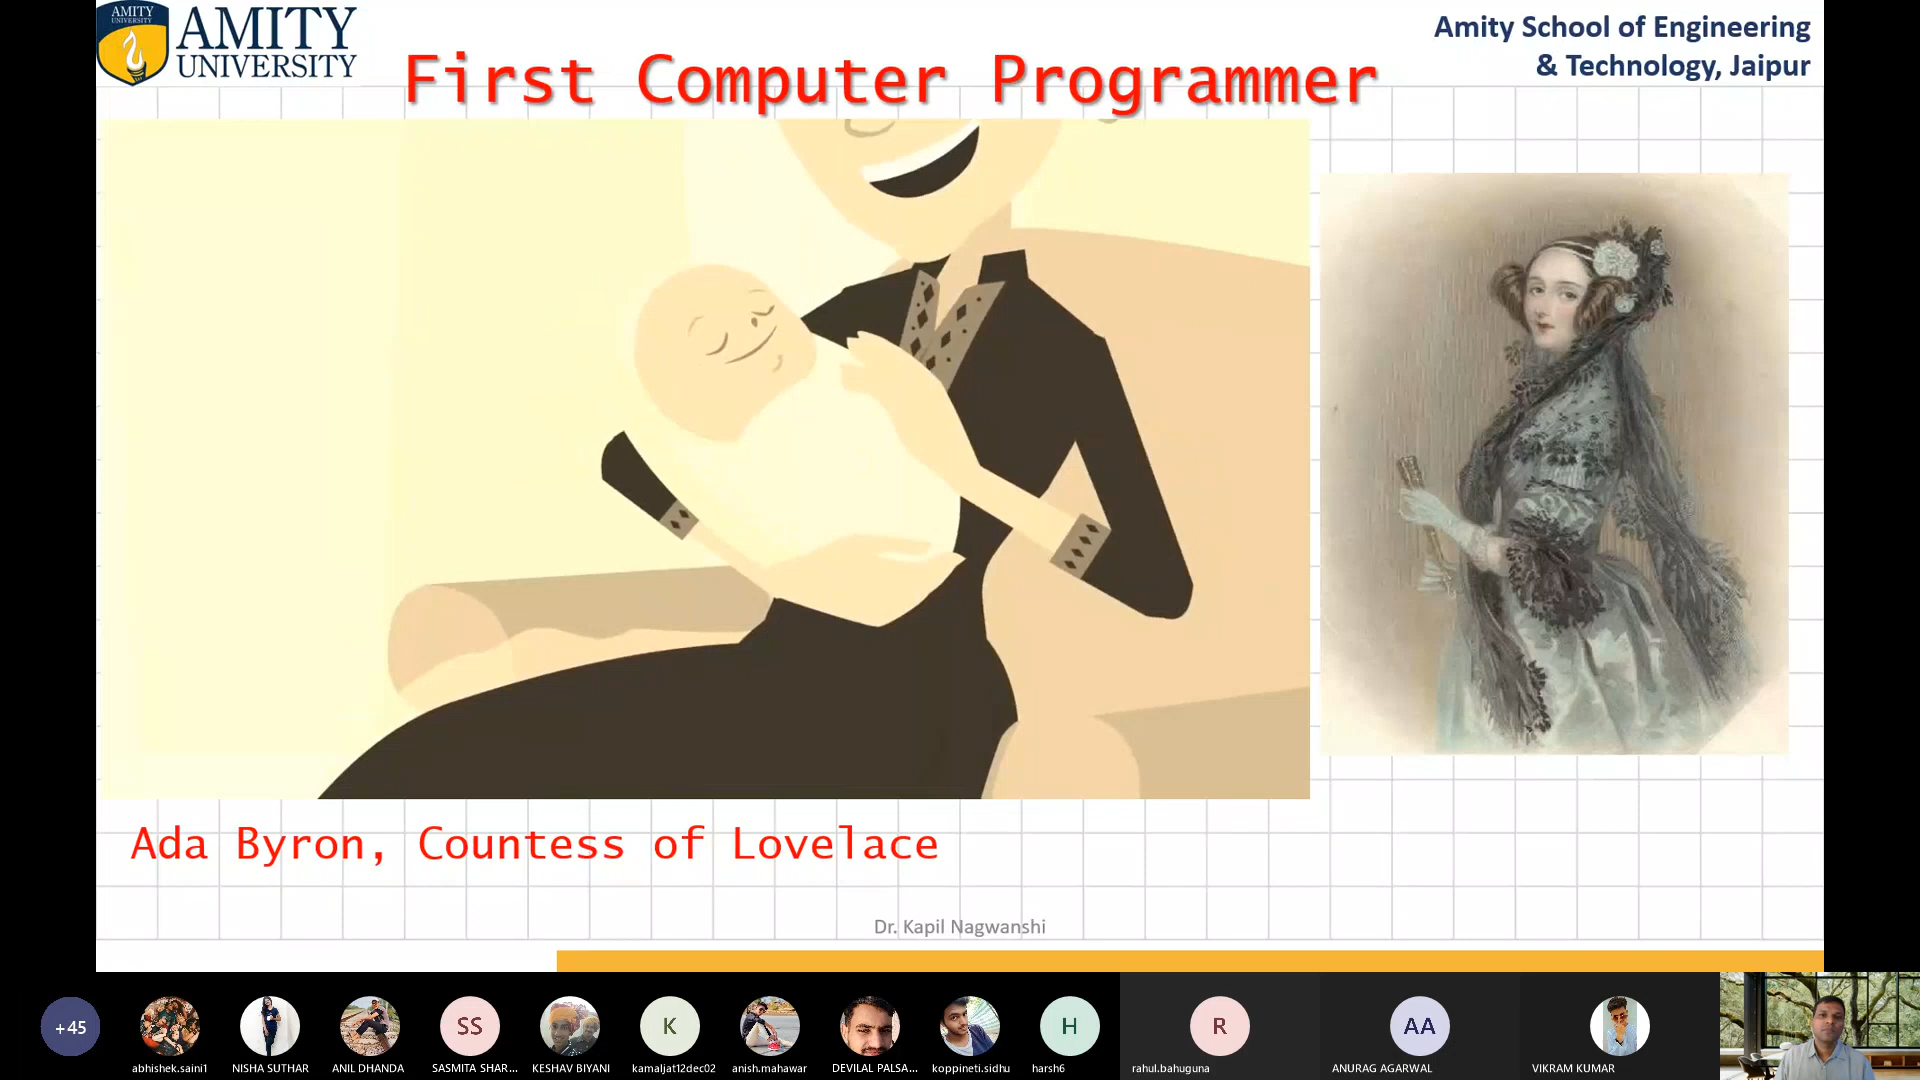 AMITY
UNIVERSITY
AMITY
UNIVERSITY
Amity School of Engineering
& Technology, Jaipur
First Computer Programmer
Ada Byron, Countess of Lovelace
Dr. Kapil Nagwanshi
+45
SS
K
H
R
AA
abhishek.saini1
NISHA SUTHAR
ANIL DHANDA
SASMITA SHAR...
KESHAV BIYANI
kamaljat12dec02
anish.mahawar
DEVILAL PALSA...
koppineti.sidhu
harsh6
rahul.bahuguna
ANURAG AGARWAL
VIKRAM KUMAR